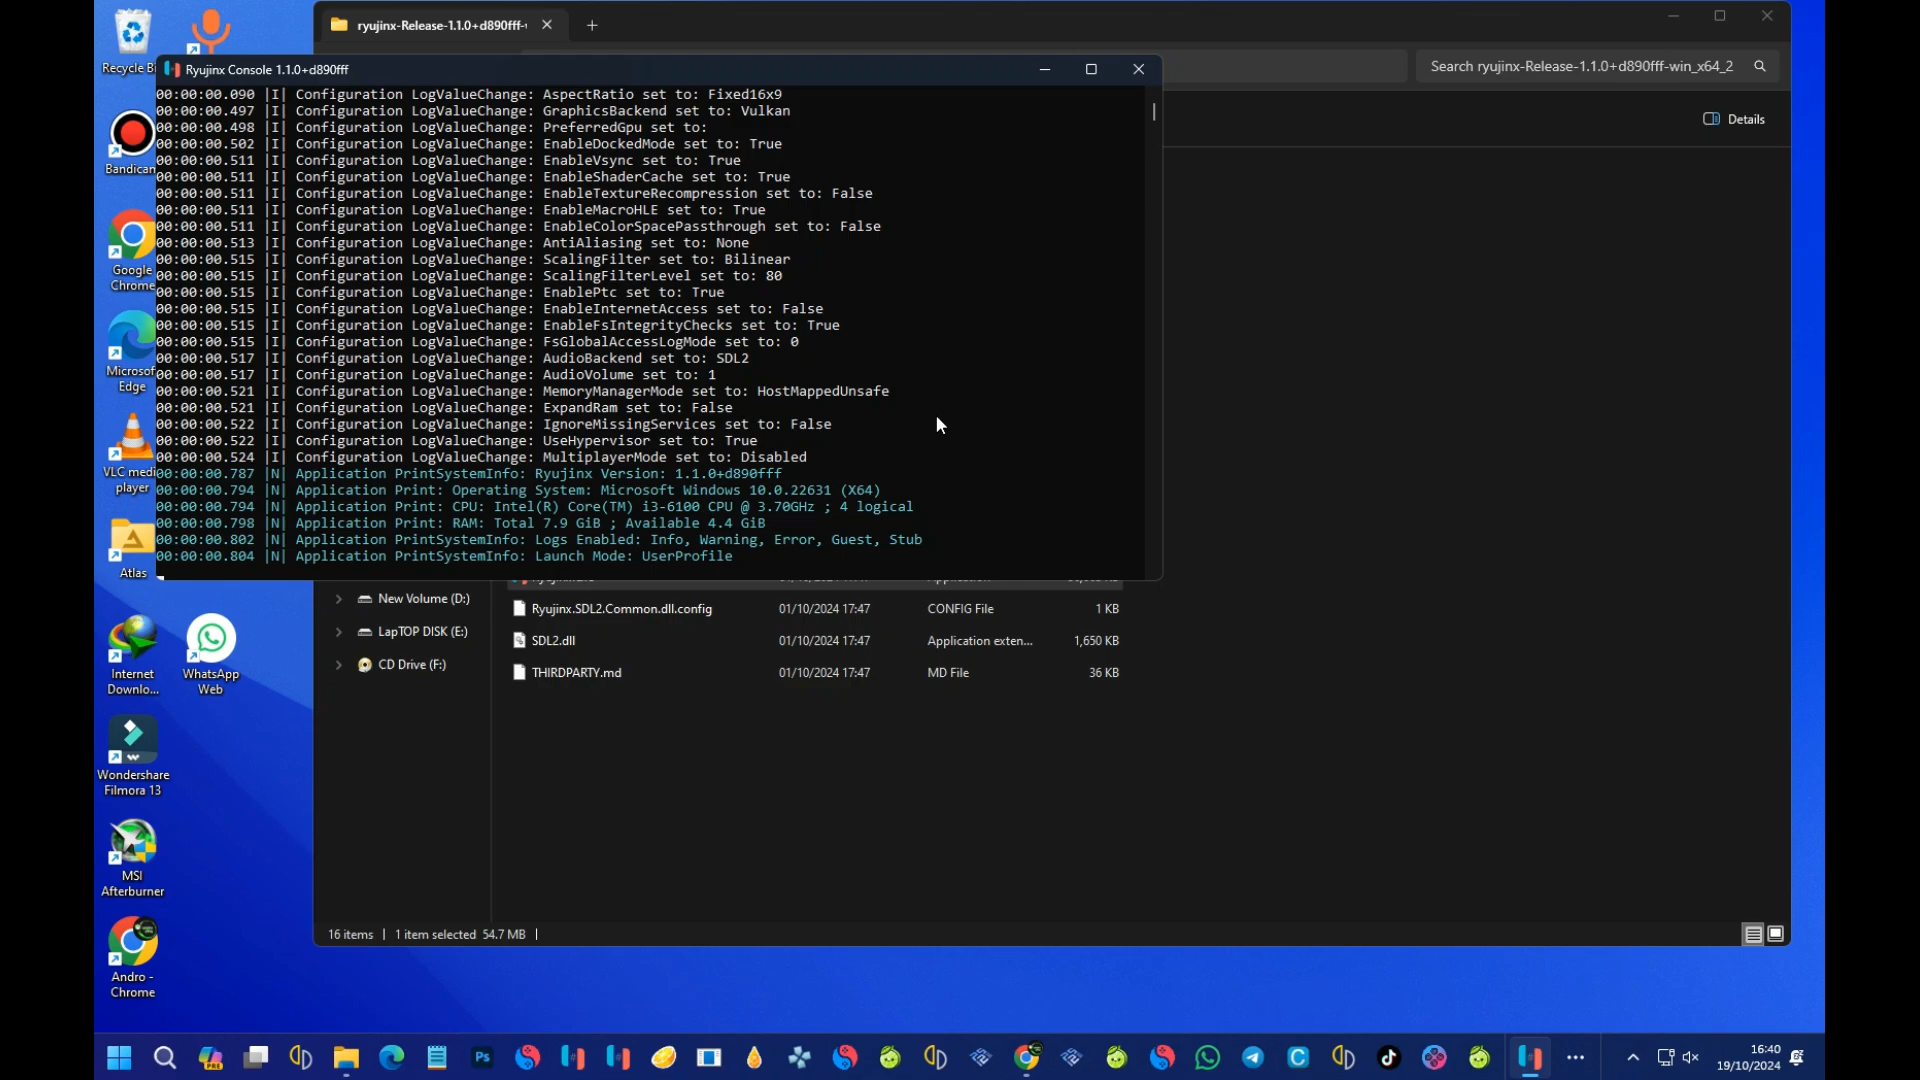 ryujinx-Release-1.1.0+d890fff-
Search ryujinx-Release-1.1.0+d890fff-win_x64_2
Details
Ryujinx Console 1.1.0+d890fff
00:00:00.090 |I| Configuration LogValueChange: AspectRatio set to: Fixed16x9
00:00:00.497 |I| Configuration LogValueChange: GraphicsBackend set to: Vulkan
00:00:00.498 |I| Configuration LogValueChange: PreferredGpu set to:
00:00:00.502 |I| Configuration LogValueChange: EnableDockedMode set to: True
00:00:00.511 |I| Configuration LogValueChange: EnableVsync set to: True
00:00:00.511 |I| Configuration LogValueChange: EnableShaderCache set to: True
00:00:00.511 |I| Configuration LogValueChange: EnableTextureRecompression set to: False
00:00:00.511 |I| Configuration LogValueChange: EnableMacroHLE set to: True
00:00:00.511 |I| Configuration LogValueChange: EnableColorSpacePassthrough set to: False
00:00:00.513 |I| Configuration LogValueChange: AntiAliasing set to: None
00:00:00.515 |I| Configuration LogValueChange: ScalingFilter set to: Bilinear
00:00:00.515 |I| Configuration LogValueChange: ScalingFilterLevel set to: 80
00:00:00.515 |I| Configuration LogValueChange: EnablePtc set to: True
00:00:00.515 |I| Configuration LogValueChange: EnableInternetAccess set to: False
00:00:00.515 |I| Configuration LogValueChange: EnableFsIntegrityChecks set to: True
00:00:00.515 |I| Configuration LogValueChange: FsGlobalAccessLogMode set to: 0
00:00:00.517 |I| Configuration LogValueChange: AudioBackend set to: SDL2
00:00:00.517 |I| Configuration LogValueChange: AudioVolume set to: 1
00:00:00.521 |I| Configuration LogValueChange: MemoryManagerMode set to: HostMappedUnsafe
00:00:00.521 |I| Configuration LogValueChange: ExpandRam set to: False
00:00:00.522 |I| Configuration LogValueChange: IgnoreMissingServices set to: False
00:00:00.522 |I| Configuration LogValueChange: UseHypervisor set to: True
00:00:00.524 |I| Configuration LogValueChange: MultiplayerMode set to: Disabled
00:00:00.787 |N| Application PrintSystemInfo: Ryujinx Version: 1.1.0+d890fff
00:00:00.794 |N| Application Print: Operating System: Microsoft Windows 10.0.22631 (X64)
00:00:00.794 |N| Application Print: CPU: Intel(R) Core(TM) i3-6100 CPU @ 3.70GHz ; 4 logical
00:00:00.798 |N| Application Print: RAM: Total 7.9 GiB ; Available 4.4 GiB
00:00:00.802 |N| Application PrintSystemInfo: Logs Enabled: Info, Warning, Error, Guest, Stub
00:00:00.804 |N| Application PrintSystemInfo: Launch Mode: UserProfile
New Volume (D:)
LapTOP DISK (E:)
CD Drive (F:)
Ryujinx.SDL2.Common.dll.config 01/10/2024 17:47 CONFIG File 1 KB
SDL2.dll 01/10/2024 17:47 Application exten... 1,650 KB
THIRDPARTY.md 01/10/2024 17:47 MD File 36 KB
16 items | 1 item selected 54.7 MB |
Recycle Bi
Bandican
Google
Chrome
Microsof
Edge
VLC medi
player
Atlas
Internet
Downlo...
WhatsApp
Web
Wondershare
Filmora 13
MSI
Afterburner
Andro -
Chrome
PRE
Ps
C
16:40
19/10/2024